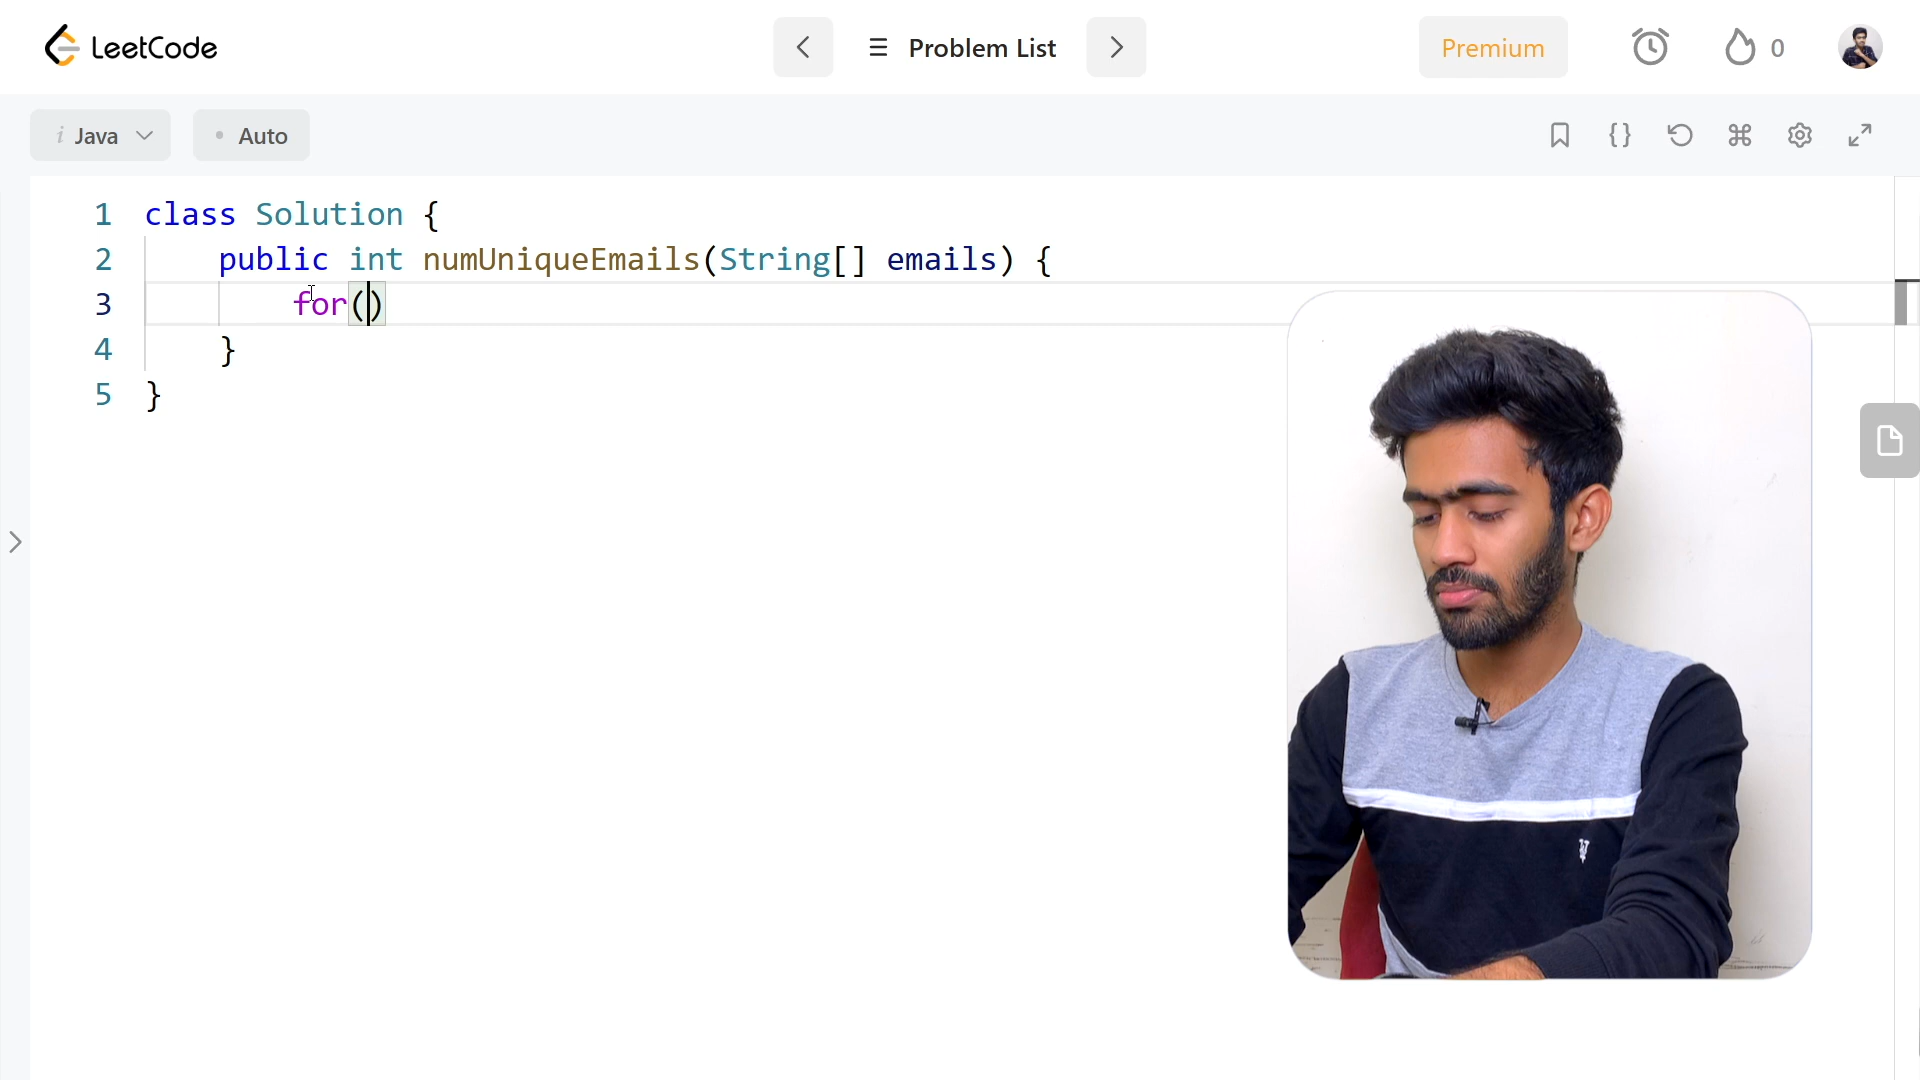 LeetCode
Problem List
Premium
0
i Java
Auto
1 class Solution {
2 public int numUniqueEmails(String[] emails) {
3 for()
4 }
5 }